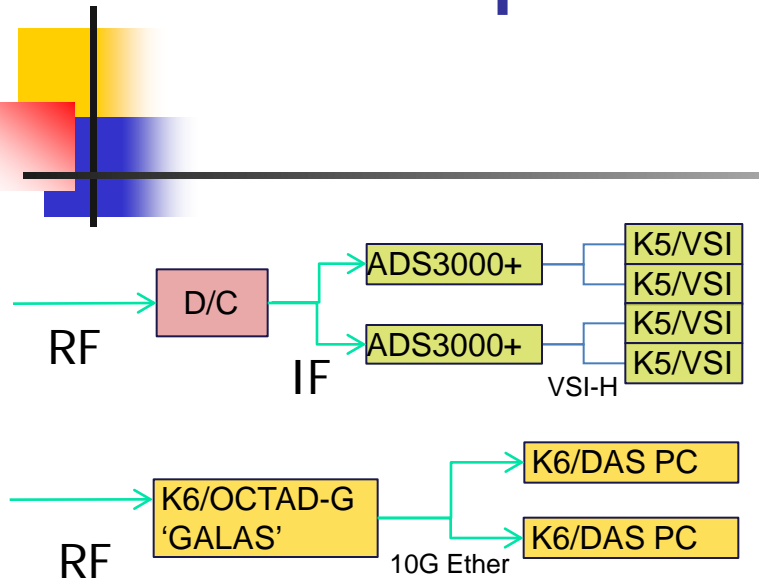 RF
D/C
IF
ADS3000+
ADS3000+
VSI-H
K5/VSI
K5/VSI
K5/VSI
K5/VSI
RF
K6/OCTAD-G
‘GALAS’
10G Ether
K6/DAS PC
K6/DAS PC